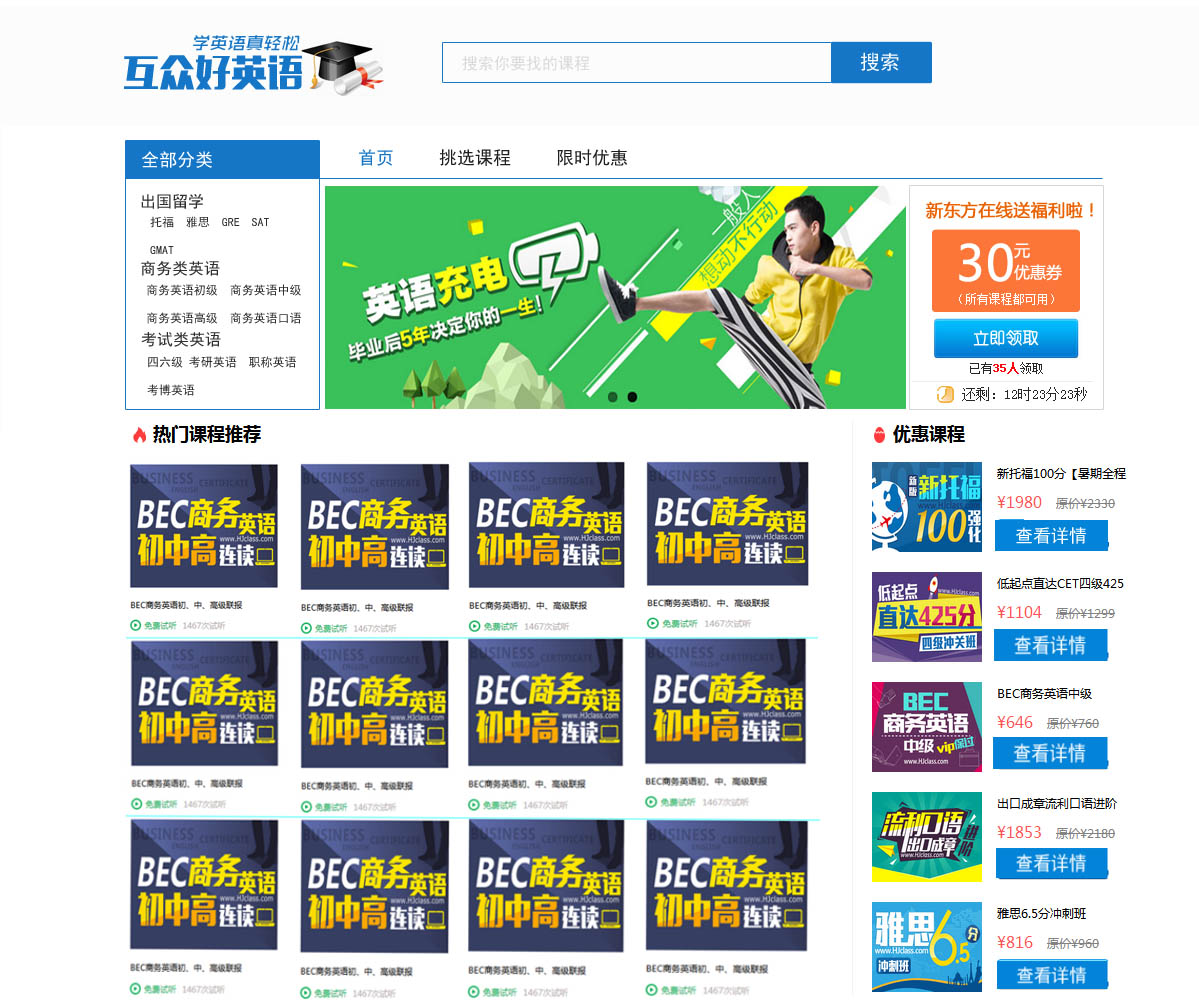 学英语真轻松
互众好英语
搜索你要找的课程
搜索
全部分类
首页 挑选课程 限时优惠
出国留学
托福 雅思 GRE SAT
GMAT
商务类英语
商务英语初级 商务英语中级
商务英语高级 商务英语口语
考试类英语
四六级 考研英语 职称英语
考博英语
一般人
想动不行动
英语充电
毕业后5年决定你的一生!
新东方在线送福利啦！
30元
优惠券
（所有课程都可用）
立即领取
已有35人领取
还剩：12时23分23秒
热门课程推荐
BUSINESS CERTIFICATE
ENGLISH
BEC商务英语
www.HJclass.com
初中高连读
BEC商务英语初、中、高级联报
免费试听 1467次试听
BUSINESS CERTIFICATE
ENGLISH
BEC商务英语
www.HJclass.com
初中高连读
BEC商务英语初、中、高级联报
免费试听 1467次试听
BUSINESS CERTIFICATE
ENGLISH
BEC商务英语
www.HJclass.com
初中高连读
BEC商务英语初、中、高级联报
免费试听 1467次试听
BUSINESS CERTIFICATE
ENGLISH
BEC商务英语
www.HJclass.com
初中高连读
BEC商务英语初、中、高级联报
免费试听 1467次试听
BUSINESS CERTIFICATE
ENGLISH
BEC商务英语
www.HJclass.com
初中高连读
BEC商务英语初、中、高级联报
免费试听 1467次试听
BUSINESS CERTIFICATE
ENGLISH
BEC商务英语
www.HJclass.com
初中高连读
BEC商务英语初、中、高级联报
免费试听 1467次试听
BUSINESS CERTIFICATE
ENGLISH
BEC商务英语
www.HJclass.com
初中高连读
BEC商务英语初、中、高级联报
免费试听 1467次试听
BUSINESS CERTIFICATE
ENGLISH
BEC商务英语
www.HJclass.com
初中高连读
BEC商务英语初、中、高级联报
免费试听 1467次试听
BUSINESS CERTIFICATE
ENGLISH
BEC商务英语
www.HJclass.com
初中高连读
BEC商务英语初、中、高级联报
免费试听 1467次试听
BUSINESS CERTIFICATE
ENGLISH
BEC商务英语
www.HJclass.com
初中高连读
BEC商务英语初、中、高级联报
免费试听 1467次试听
BUSINESS CERTIFICATE
ENGLISH
BEC商务英语
www.HJclass.com
初中高连读
BEC商务英语初、中、高级联报
免费试听 1467次试听
BUSINESS CERTIFICATE
ENGLISH
BEC商务英语
www.HJclass.com
初中高连读
BEC商务英语初、中、高级联报
免费试听 1467次试听
优惠课程
新版新托福
www.HJclass.com
100分强化
新托福100分【暑期全程
¥1980 原价¥2330
查看详情
低起点
www.HJclass.com
直达425分
四级冲关班
低起点直达CET四级425
¥1104 原价¥1299
查看详情
BEC
商务英语
中级 vip保过
www.HJclass.com
BEC商务英语中级
¥646 原价¥760
查看详情
流利口语
出口成章
进阶
www.HJclass.com
出口成章流利口语进阶
¥1853 原价¥2180
查看详情
雅思6.5分
www.HJclass.com
冲刺班
雅思6.5分冲刺班
¥816 原价¥960
查看详情